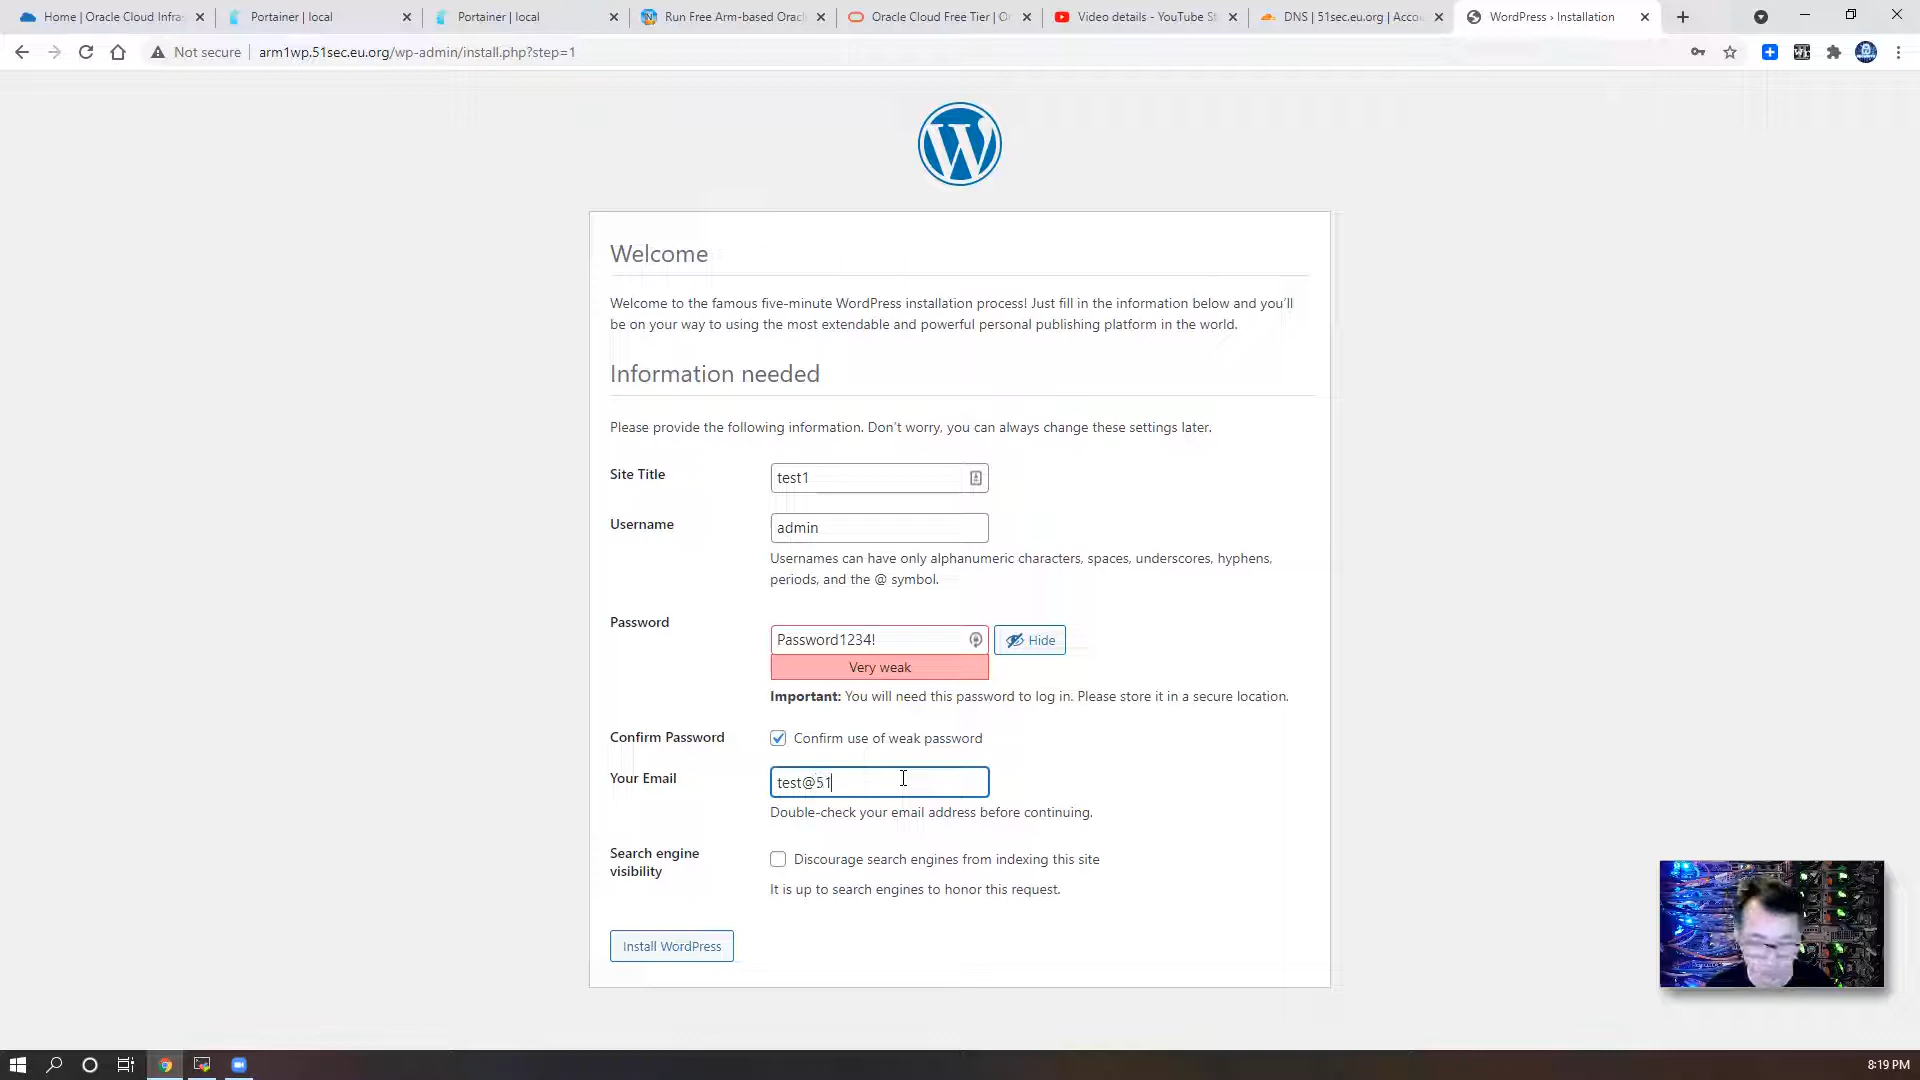 Home | Oracle Cloud Infras
Portainer | local
Portainer | local
Run Free Arm-based Oracl
Oracle Cloud Free Tier | O
Video details - YouTube St
DNS | 51sec.eu.org | Accou
WordPress › Installation
Not secure
arm1wp.51sec.eu.org/wp-admin/install.php?step=1
Welcome
Welcome to the famous five-minute WordPress installation process! Just fill in the information below and you’ll
be on your way to using the most extendable and powerful personal publishing platform in the world.
Information needed
Please provide the following information. Don’t worry, you can always change these settings later.
Site Title
test1
Username
admin
Usernames can have only alphanumeric characters, spaces, underscores, hyphens,
periods, and the @ symbol.
Password
Password1234!
Hide
Very weak
Important: You will need this password to log in. Please store it in a secure location.
Confirm Password
Confirm use of weak password
Your Email
test@51
Double-check your email address before continuing.
Search engine
visibility
Discourage search engines from indexing this site
It is up to search engines to honor this request.
Install WordPress
8:19 PM